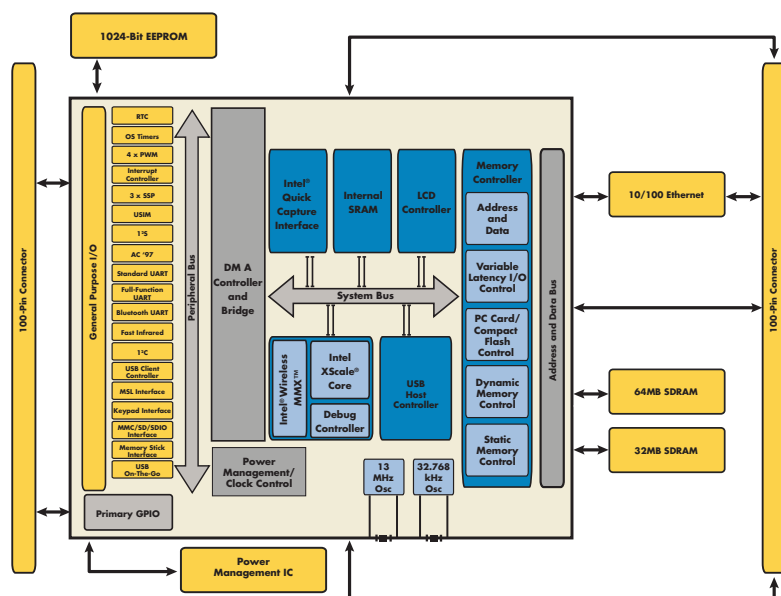 1024-Bit EEPROM
100-Pin Connector
General Purpose I/O
RTC
OS Timers
4 x PWM
Interrupt
Controller
3 x SSP
USIM
1²S
AC '97
Standard UART
Full-Function
UART
Bluetooth UART
Fast Infrared
1²C
USB Client
Controller
MSL Interface
Keypad Interface
MMC/SD/SDIO
Interface
Memory Stick
Interface
USB
On-The-Go
Primary GPIO
Peripheral Bus
DM A
Controller
and
Bridge
Power
Management/
Clock Control
Intel®
Quick
Capture
Interface
Internal
SRAM
LCD
Controller
System Bus
Intel®Wireless
MMX™
Intel
XScale®
Core
Debug
Controller
USB
Host
Controller
Memory
Controller
Address
and
Data
Variable
Latency I/O
Control
PC Card/
Compact
Flash
Control
Dynamic
Memory
Control
Static
Memory
Control
13
MHz
Osc
32.768
kHz
Osc
Address and Data Bus
10/100 Ethernet
64MB SDRAM
32MB SDRAM
100-Pin Connector
Power
Management IC